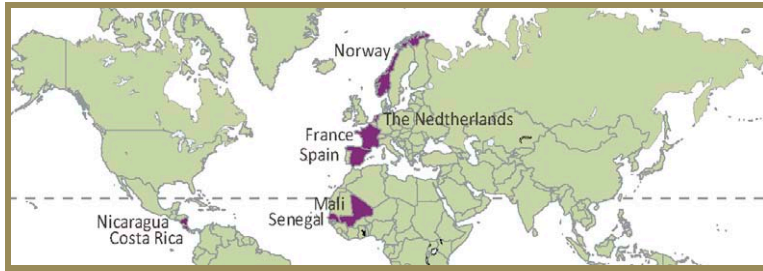 Norway
The Nedtherlands
France
Spain
Mali
Senegal
Nicaragua
Costa Rica